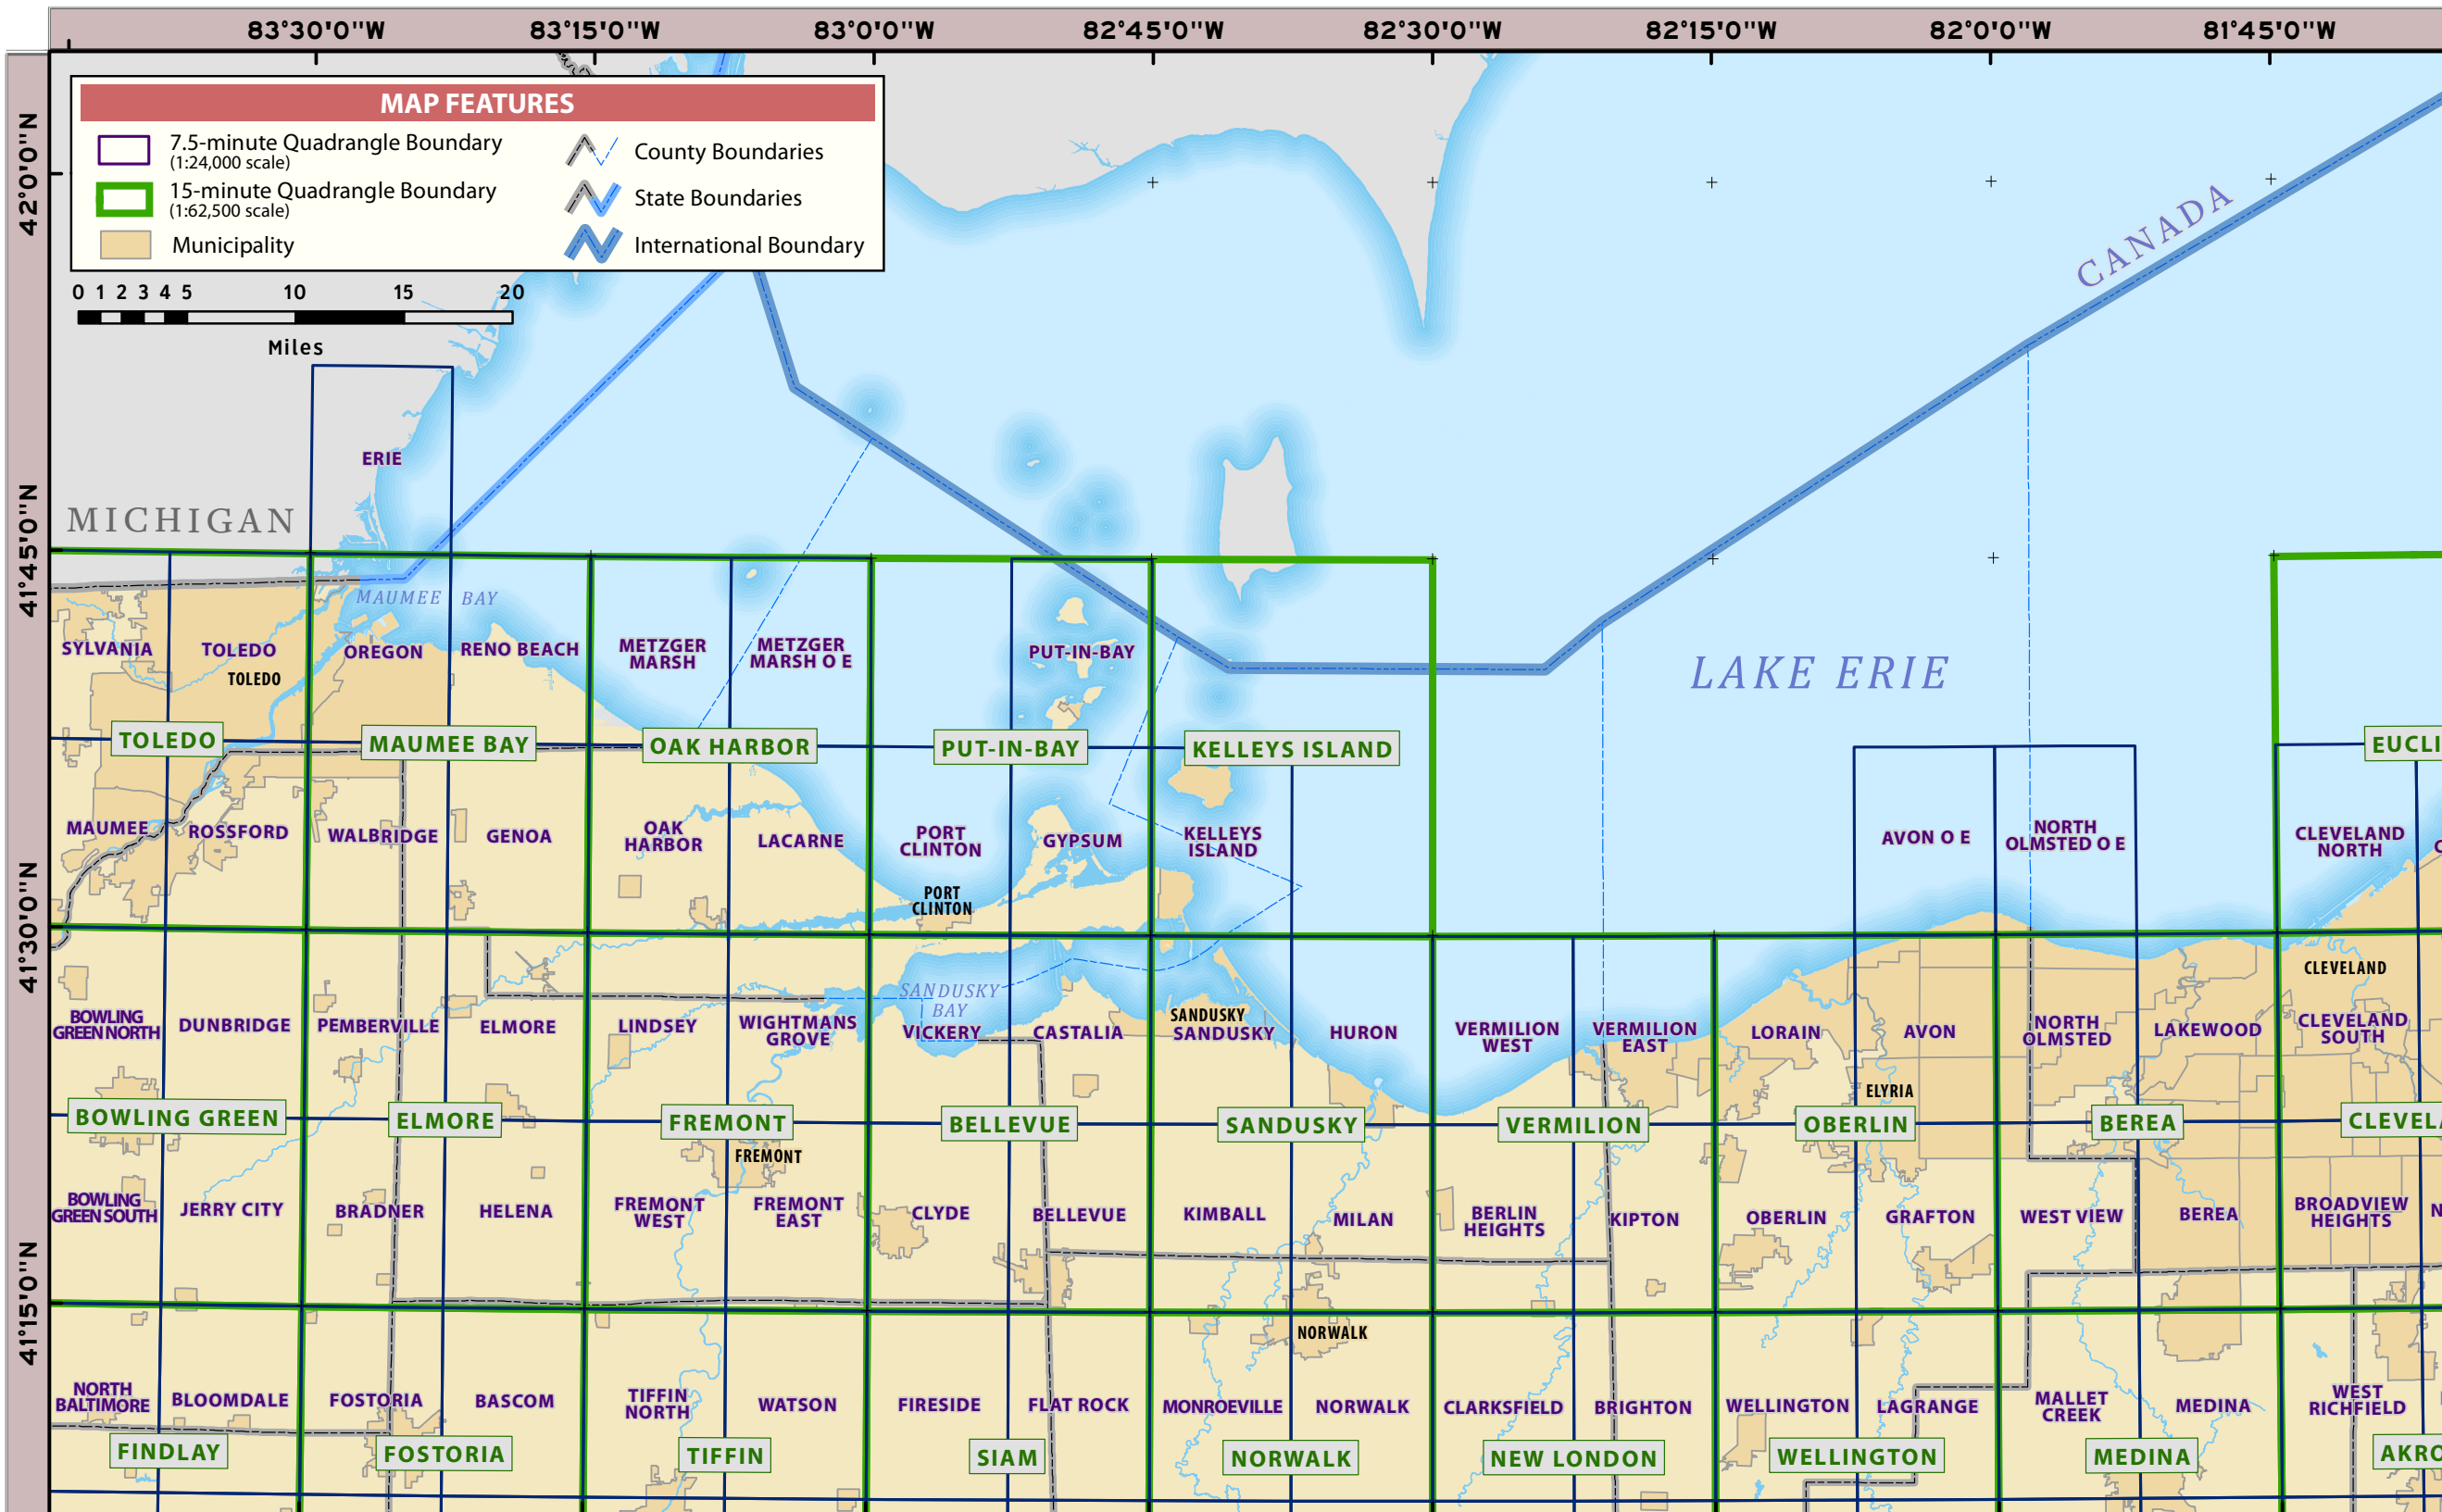 83°30'0"W 83°15'0"W 83°0'0"W 82°45'0"W 82°30'0"W 82°15'0"W 82°0'0"W 81°45'0"W
MAP FEATURES
7.5-minute Quadrangle Boundary
(1:24,000 scale)
15-minute Quadrangle Boundary
(1:62,500 scale)
Municipality
County Boundaries
State Boundaries
International Boundary
0 1 2 3 4 5 10 15 20
Miles
42°0'0"N
41°45'0"N
41°30'0"N
41°15'0"N
CANADA
ERIE
MICHIGAN
MAUMEE BAY
LAKE ERIE
SYLVANIA
TOLEDO
TOLEDO
OREGON
RENO BEACH
METZGER
MARSH
METZGER
MARSH O E
PUT-IN-BAY
TOLEDO
MAUMEE BAY
OAK HARBOR
PUT-IN-BAY
KELLEYS ISLAND
EUCLI
MAUMEE
ROSSFORD
WALBRIDGE
GENOA
OAK
HARBOR
LACARNE
PORT
CLINTON
GYPSUM
KELLEYS
ISLAND
AVON O E
NORTH
OLMSTED O E
CLEVELAND
NORTH
PORT
CLINTON
CLEVELAND
SANDUSKY
BAY
BOWLING
GREEN NORTH
DUNBRIDGE
PEMBERVILLE
ELMORE
LINDSEY
WIGHTMANS
GROVE
VICKERY
CASTALIA
SANDUSKY
SANDUSKY
HURON
VERMILION
WEST
VERMILION
EAST
LORAIN
AVON
NORTH
OLMSTED
LAKEWOOD
CLEVELAND
SOUTH
ELYRIA
BOWLING GREEN
ELMORE
FREMONT
BELLEVUE
SANDUSKY
VERMILION
OBERLIN
BEREA
CLEVELA
FREMONT
BOWLING
GREEN SOUTH
JERRY CITY
BRADNER
HELENA
FREMONT
WEST
FREMONT
EAST
CLYDE
BELLEVUE
KIMBALL
MILAN
BERLIN
HEIGHTS
KIPTON
OBERLIN
GRAFTON
WEST VIEW
BEREA
BROADVIEW
HEIGHTS
N
NORWALK
NORTH
BALTIMORE
BLOOMDALE
FOSTORIA
BASCOM
TIFFIN
NORTH
WATSON
FIRESIDE
FLAT ROCK
MONROEVILLE
NORWALK
CLARKSFIELD
BRIGHTON
WELLINGTON
LAGRANGE
MALLET
CREEK
MEDINA
WEST
RICHFIELD
FINDLAY
FOSTORIA
TIFFIN
SIAM
NORWALK
NEW LONDON
WELLINGTON
MEDINA
AKRO